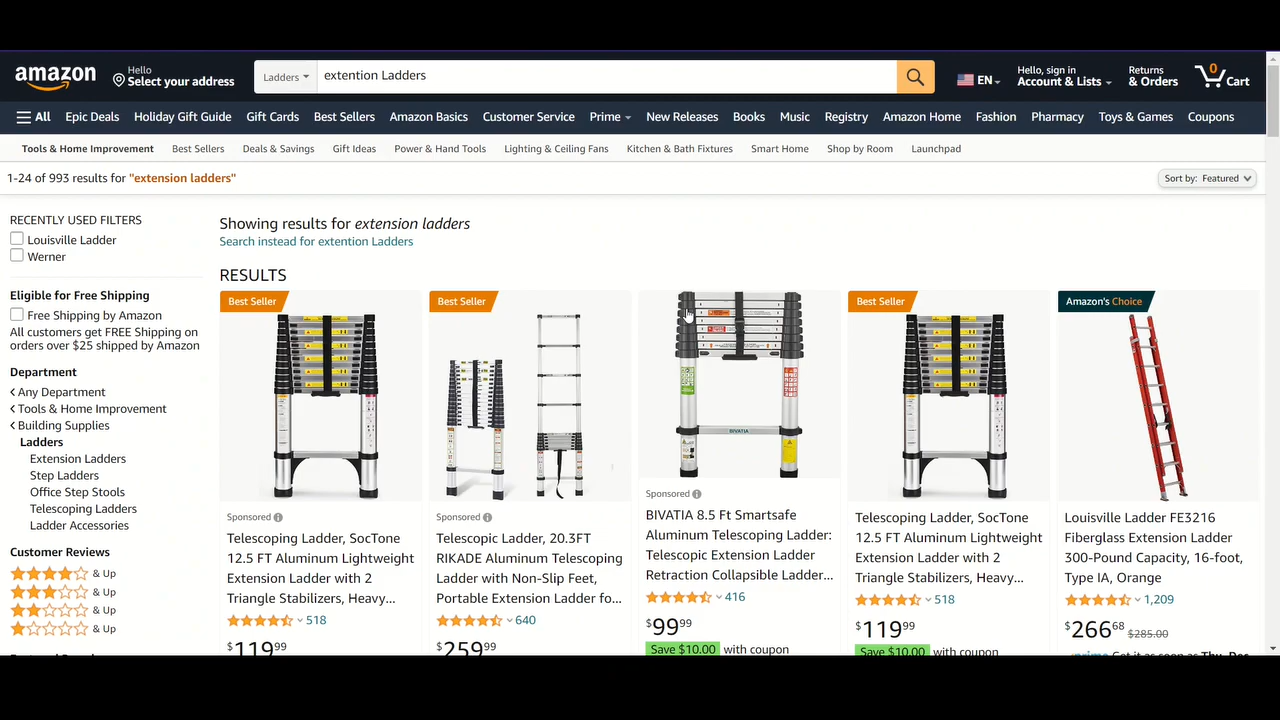 amazon
Hello
Select your address
Ladders
extention Ladders
EN
Hello, sign in
Account & Lists
Returns
& Orders
0
Cart
All
Epic Deals
Holiday Gift Guide
Gift Cards
Best Sellers
Amazon Basics
Customer Service
Prime
New Releases
Books
Music
Registry
Amazon Home
Fashion
Pharmacy
Toys & Games
Coupons
Tools & Home Improvement
Best Sellers
Deals & Savings
Gift Ideas
Power & Hand Tools
Lighting & Ceiling Fans
Kitchen & Bath Fixtures
Smart Home
Shop by Room
Launchpad
1-24 of 993 results for "extension ladders"
Sort by: Featured
RECENTLY USED FILTERS
Louisville Ladder
Werner
Eligible for Free Shipping
Free Shipping by Amazon
All customers get FREE Shipping on
orders over $25 shipped by Amazon
Department
Any Department
Tools & Home Improvement
Building Supplies
Ladders
Extension Ladders
Step Ladders
Office Step Stools
Telescoping Ladders
Ladder Accessories
Customer Reviews
& Up
& Up
& Up
& Up
Showing results for extension ladders
Search instead for extention Ladders
RESULTS
Best Seller
Sponsored
Telescoping Ladder, SocTone
12.5 FT Aluminum Lightweight
Extension Ladder with 2
Triangle Stabilizers, Heavy...
518
$119.99
Best Seller
Sponsored
Telescopic Ladder, 20.3FT
RIKADE Aluminum Telescoping
Ladder with Non-Slip Feet,
Portable Extension Ladder fo...
640
$259.99
BIVATIA
Sponsored
BIVATIA 8.5 Ft Smartsafe
Aluminum Telescoping Ladder:
Telescopic Extension Ladder
Retraction Collapsible Ladder...
416
$99.99
Save $10.00 with coupon
Best Seller
Telescoping Ladder, SocTone
12.5 FT Aluminum Lightweight
Extension Ladder with 2
Triangle Stabilizers, Heavy...
518
$119.99
Save $10.00 with coupon
Amazon's Choice
Louisville Ladder FE3216
Fiberglass Extension Ladder
300-Pound Capacity, 16-foot,
Type IA, Orange
1,209
$266.68 $285.00